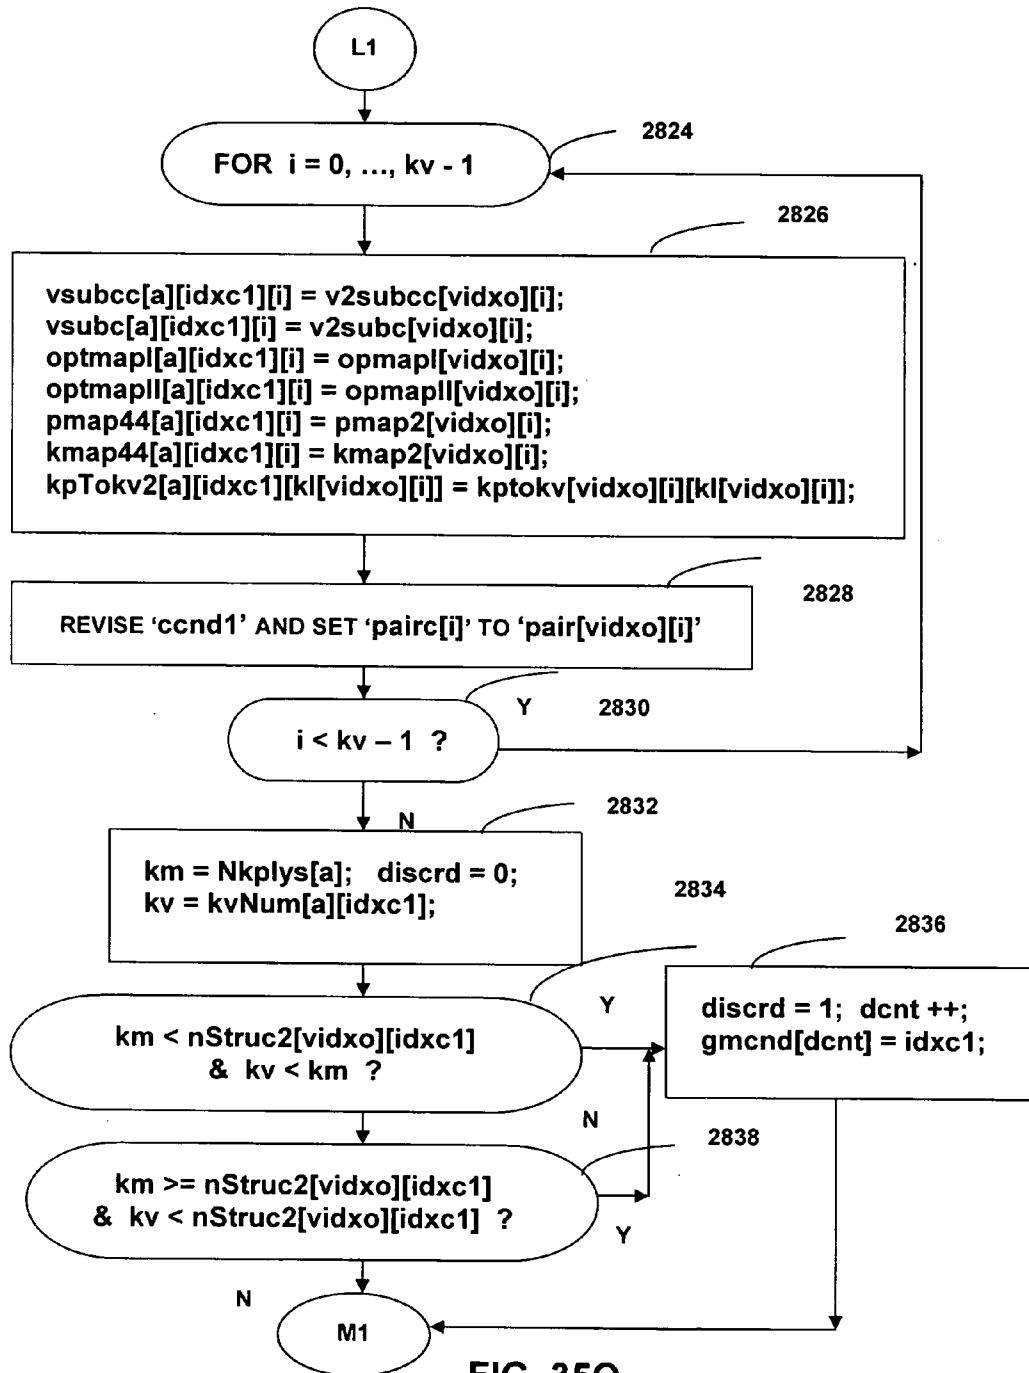 L1
2824
FOR i = 0, ..., kv - 1
2826
vsubcc[a][idxc1][i] = v2subcc[vidxo][i];
vsubc[a][idxc1][i] = v2subc[vidxo][i];
optmapI[a][idxc1][i] = opmapI[vidxo][i];
optmapII[a][idxc1][i] = opmapII[vidxo][i];
pmap44[a][idxc1][i] = pmap2[vidxo][i];
kmap44[a][idxc1][i] = kmap2[vidxo][i];
kpTokv2[a][idxc1][kl[vidxo][i]] = kptokv[vidxo][i][kl[vidxo][i]];
2828
REVISE 'ccnd1' AND SET 'pairc[i]' TO 'pair[vidxo][i]'
Y 2830
i < kv – 1 ?
N
2832
km = Nkplys[a]; discrd = 0;
kv = kvNum[a][idxc1];
2834
2836
Y
discrd = 1; dcnt ++;
gmcnd[dcnt] = idxc1;
km < nStruc2[vidxo][idxc1]
& kv < km ?
N
2838
km >= nStruc2[vidxo][idxc1]
& kv < nStruc2[vidxo][idxc1] ?
Y
N
M1